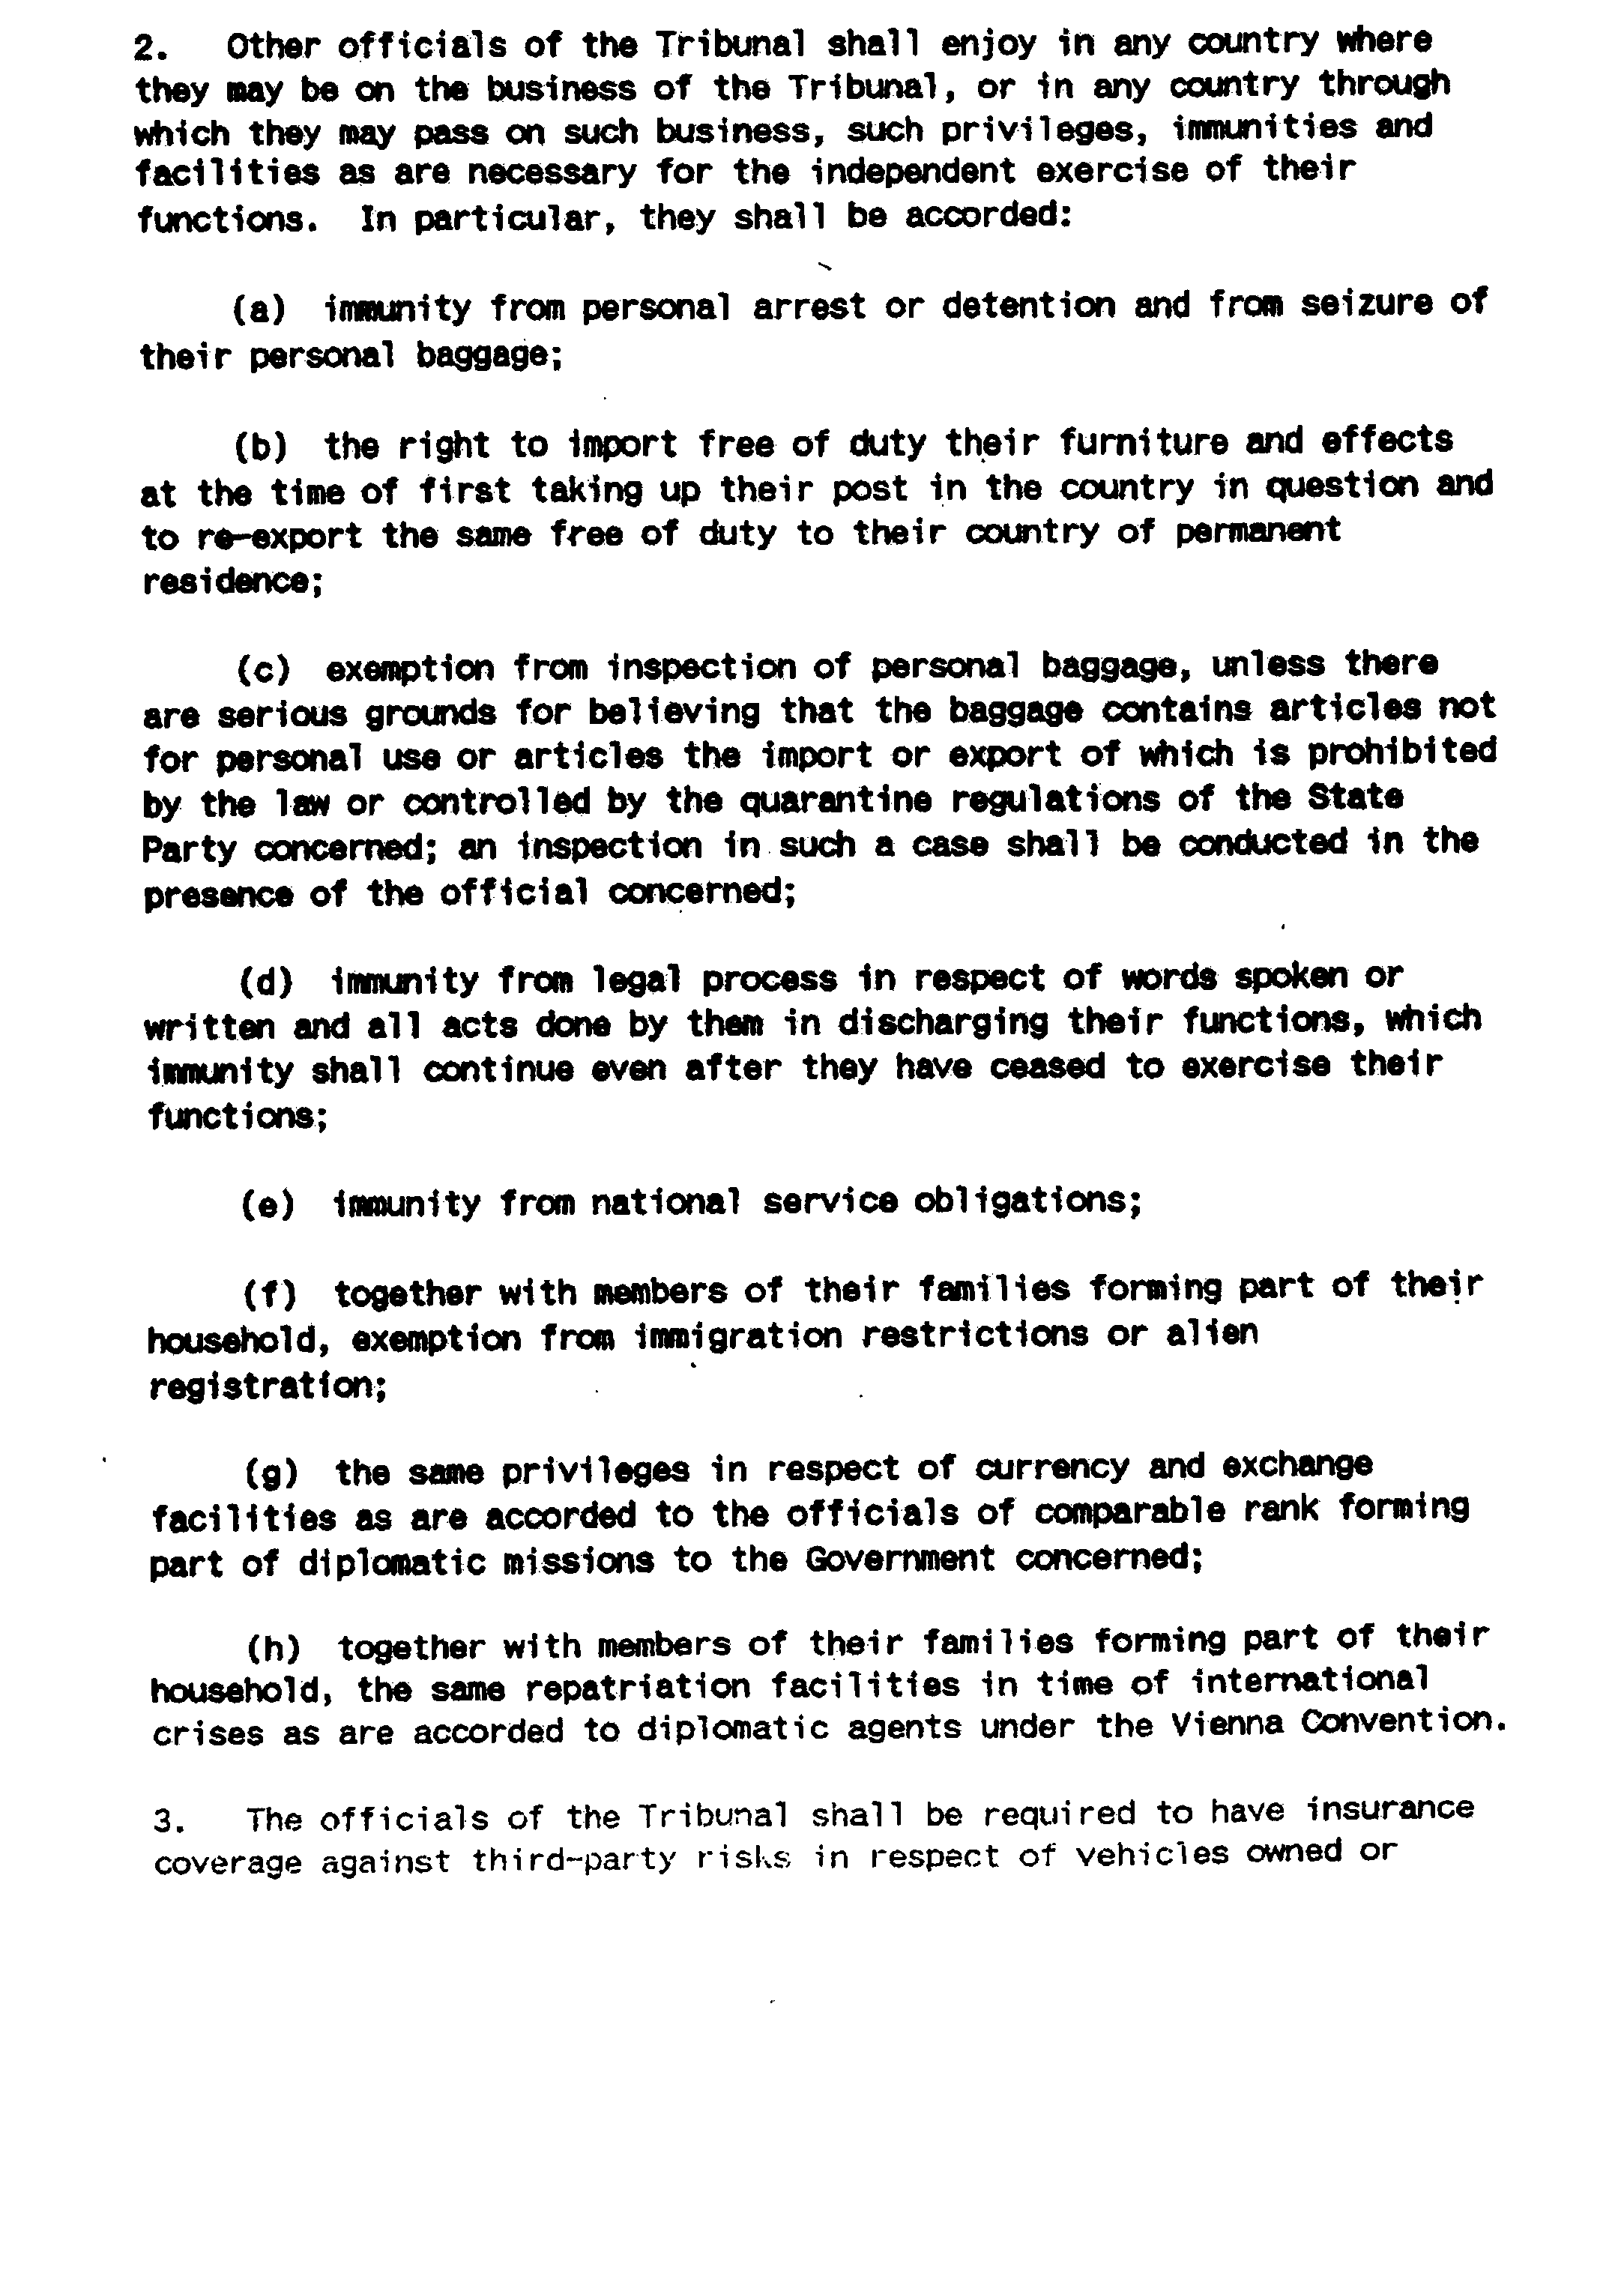 2. Other officials of the Tribunal shall enjoy in any country where
they may be on the business of the Tribunal, or in any country through
which they may pass on such business, such privileges, immunities and
facilities as are necessary for the independent exercise of their
functions. In particular, they shall be accorded:
(a) immunity from personal arrest or detention and from seizure of
their personal baggage;
(b) the right to import free of duty their furniture and effects
at the time of first taking up their post in the country in question and
to re-export the same free of duty to their country of permanent
residence;
(c) exemption from inspection of personal baggage, unless there
are serious grounds for believing that the baggage contains articles not
for personal use or articles the import or export of which is prohibited
by the law or controlled by the quarantine regulations of the State
Party concerned; an inspection in such a case shall be conducted in the
presence of the official concerned;
(d) immunity from legal process in respect of words spoken or
written and all acts done by them in discharging their functions, which
immunity shall continue even after they have ceased to exercise their
functions;
(e) immunity from national service obligations;
(f) together with members of their families forming part of their
household, exemption from immigration restrictions or alien
registration;
(g) the same privileges in respect of currency and exchange
facilities as are accorded to the officials of comparable rank forming
part of diplomatic missions to the Government concerned;
(h) together with members of their families forming part of their
household, the same repatriation facilities in time of international
crises as are accorded to diplomatic agents under the Vienna Convention.
3. The officials of the Tribunal shall be required to have insurance
coverage against third-party risks in respect of vehicles owned or